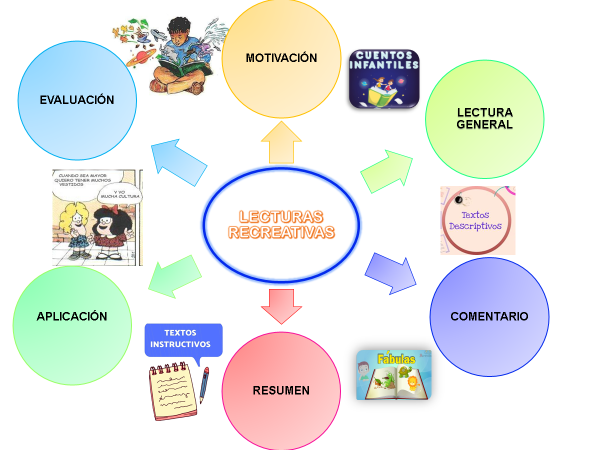 MOTIVACIÓN
CUENTOS
INFANTILES
LECTURA
GENERAL
Textos
Descriptivos
COMENTARIO
Fabulas
RESUMEN
TEXTOS
INSTRUCTIVOS
APLICACIÓN
CUANDO SEA MAYOR
QUIERO TENER MUCHOS
VESTIDOS
Y YO
MUCHA CULTURA
EVALUACIÓN
LECTURAS
RECREATIVAS